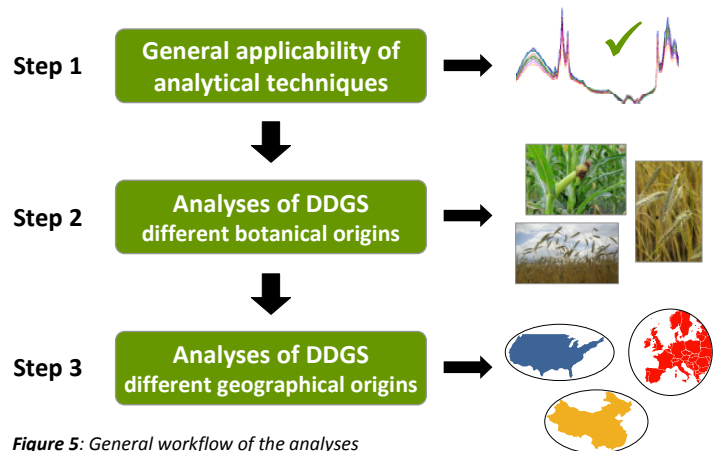 Step 1
General applicability of
analytical techniques
Step 2
Analyses of DDGS
different botanical origins
Step 3
Analyses of DDGS
different geographical origins
Figure 5: General workflow of the analyses